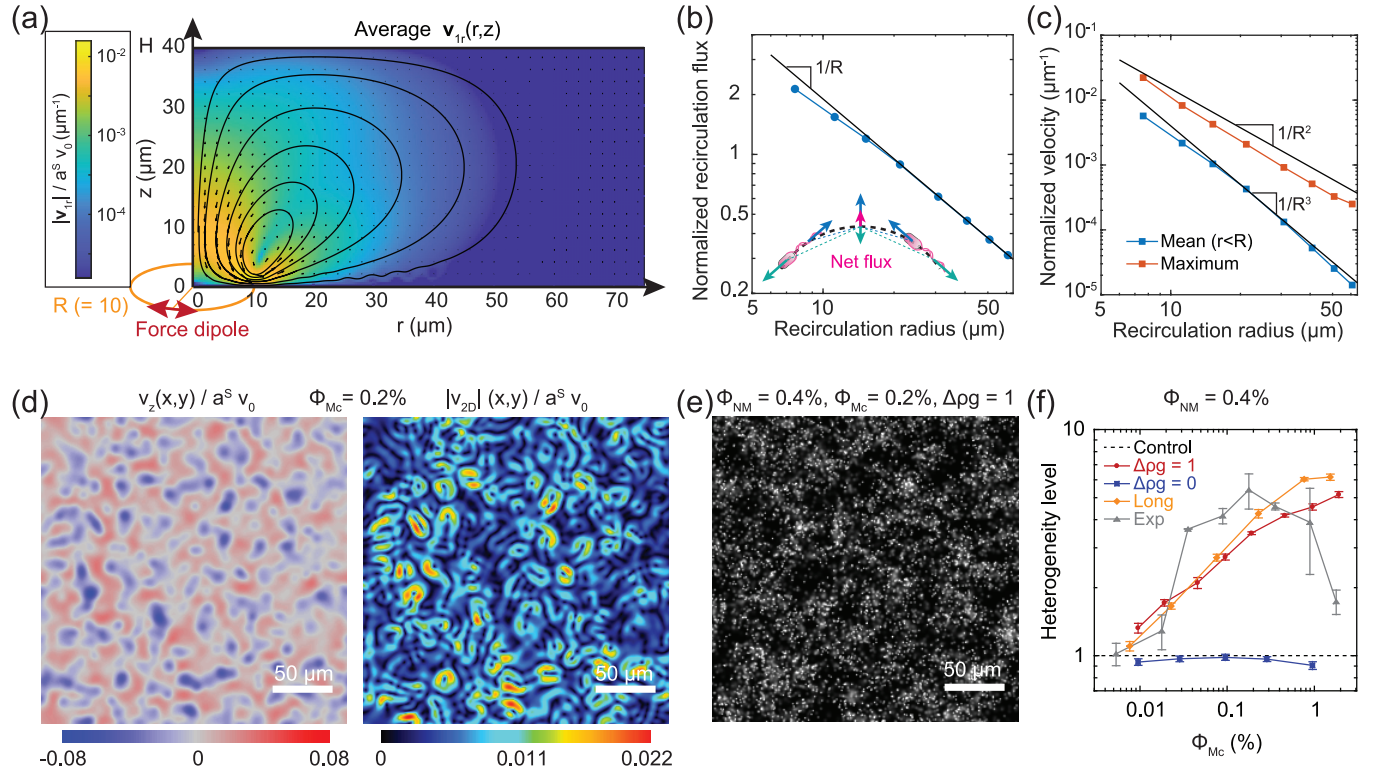 (a)
Average v₁ᵣ(r,z)
|v₁ᵣ| / aˢ v₀ (µm⁻¹)
10⁻²
10⁻³
10⁻⁴
H
40
30
20
10
0
z (µm)
0 10 20 30 40 50 60 70
r (µm)
R (= 10)
Force dipole
(b)
Normalized recirculation flux
2
1
0.5
0.2
1/R
Net flux
5 10 50
Recirculation radius (µm)
(c)
Normalized velocity (µm⁻¹)
10⁻¹
10⁻²
10⁻³
10⁻⁴
10⁻⁵
1/R²
1/R³
Mean (r<R)
Maximum
5 10 50
Recirculation radius (µm)
(d)
v_z(x,y) / aˢ v₀
Φ_Mc = 0.2%
|v₂D| (x,y) / aˢ v₀
50 µm
50 µm
-0.08 0 0.08
0 0.011 0.022
(e)
Φ_NM = 0.4%, Φ_Mc = 0.2%, Δρg = 1
50 µm
(f)
Φ_NM = 0.4%
Heterogeneity level
10
1
Control
Δρg = 1
Δρg = 0
Long
Exp
0.01 0.1 1
Φ_Mc (%)